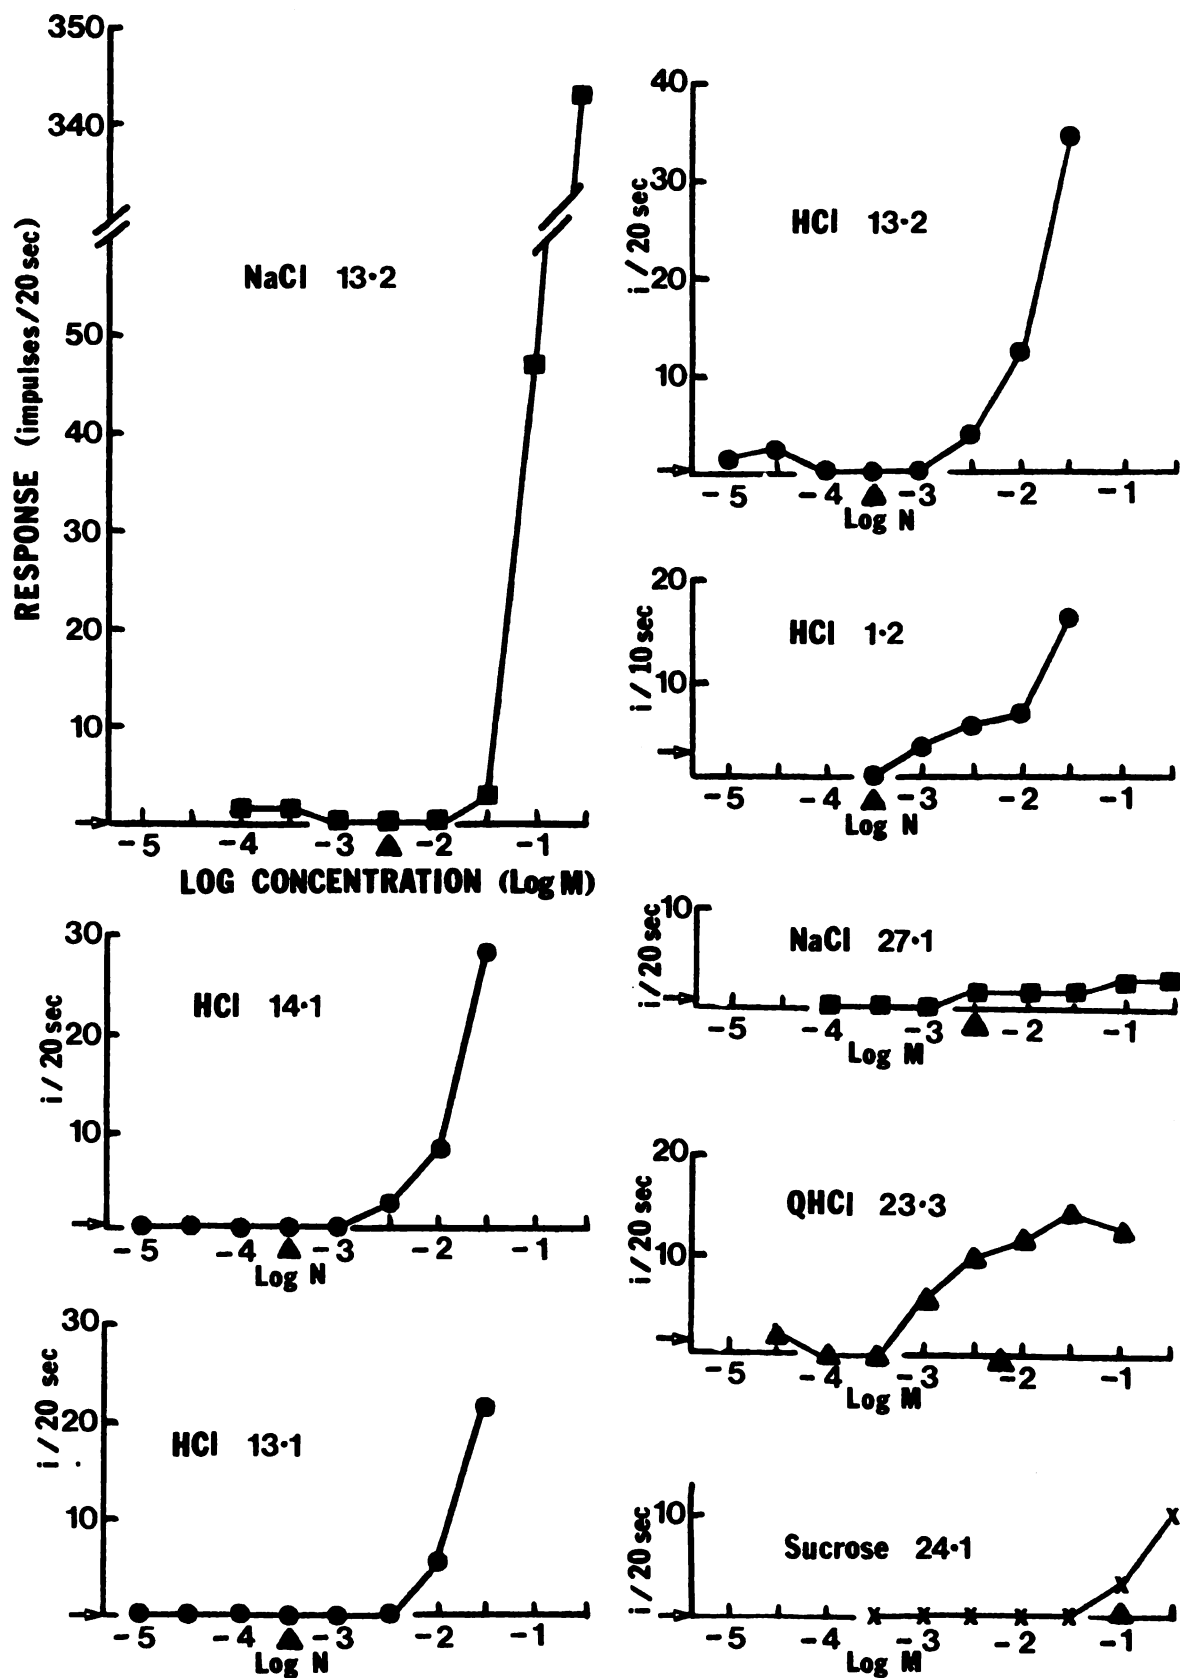 350
340
50
40
30
20
10
RESPONSE (impulses/20 sec)
NaCl 13·2
-5 -4 -3 -2 -1
LOG CONCENTRATION (Log M)
30
20
10
i/20 sec
HCl 14·1
-5 -4 -3 -2 -1
Log N
30
20
10
i/20 sec
HCl 13·1
-5 -4 -3 -2 -1
Log N
40
30
20
10
i/20 sec
HCl 13·2
-5 -4 -3 -2 -1
Log N
20
10
i/10 sec
HCl 1·2
-5 -4 -3 -2 -1
Log N
10
i/20 sec
NaCl 27·1
-5 -4 -3 -2 -1
Log M
20
10
i/20 sec
QHCl 23·3
-5 -4 -3 -2 -1
Log M
10
i/20 sec
Sucrose 24·1
-5 -4 -3 -2 -1
Log M